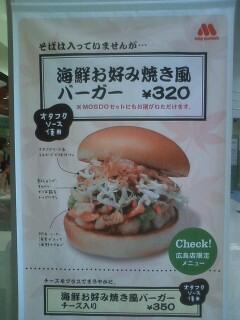 そばは入っていませんが…
海鮮お好み焼き風
バーガー ¥320
※MOSDOセットにもお選びいただけます。
オタフク
ソース
使用
Check!
広島店限定
メニュー
チーズをプラスでまろやかに。
オタフク
ソース
使用
海鮮お好み焼き風バーガー
チーズ入り ¥350